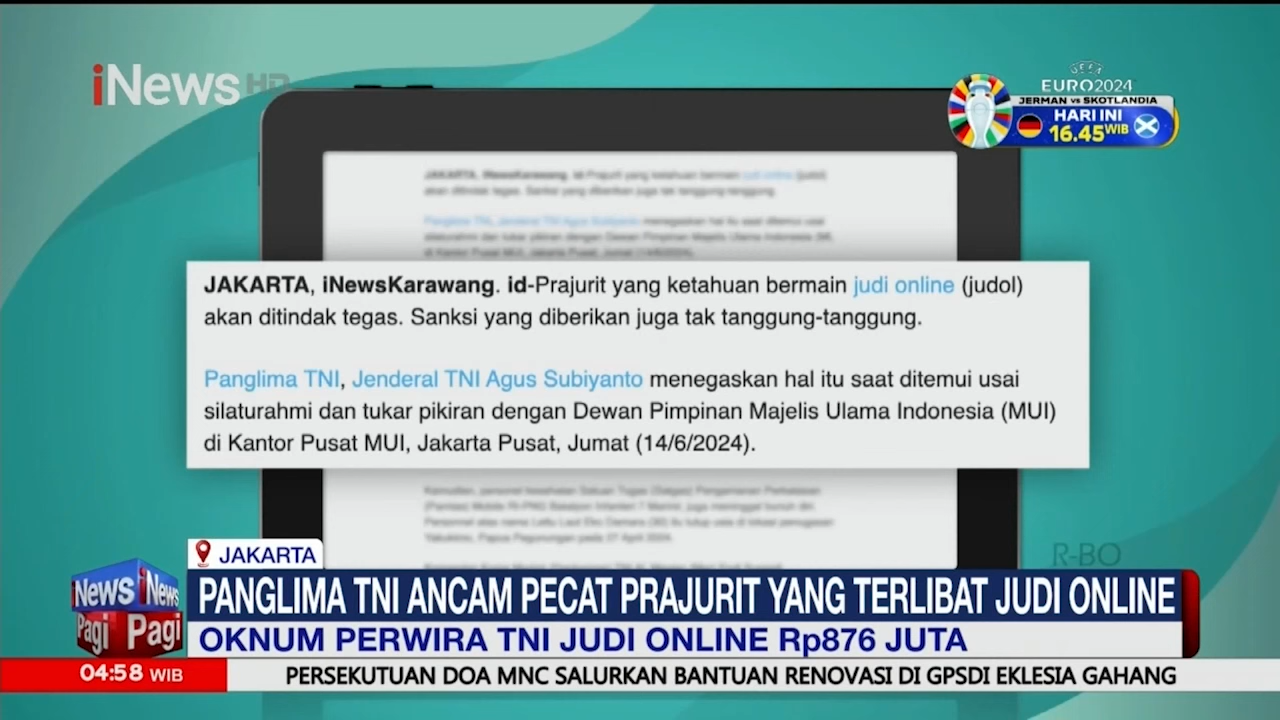 iNews HD
UEFA
EURO2024
JERMAN vs SKOTLANDIA
HARI INI
16.45 WIB
JAKARTA, iNewsKarawang. id-Prajurit yang ketahuan bermain judi online (judol)
akan ditindak tegas. Sanksi yang diberikan juga tak tanggung-tanggung.
Panglima TNI, Jenderal TNI Agus Subiyanto menegaskan hal itu saat ditemui usai
silaturahmi dan tukar pikiran dengan Dewan Pimpinan Majelis Ulama Indonesia (MUI)
di Kantor Pusat MUI, Jakarta Pusat, Jumat (14/6/2024).
JAKARTA
R-BO
iNews Pagi
PANGLIMA TNI ANCAM PECAT PRAJURIT YANG TERLIBAT JUDI ONLINE
OKNUM PERWIRA TNI JUDI ONLINE Rp876 JUTA
04:58 WIB
PERSEKUTUAN DOA MNC SALURKAN BANTUAN RENOVASI DI GPSDI EKLESIA GAHANG